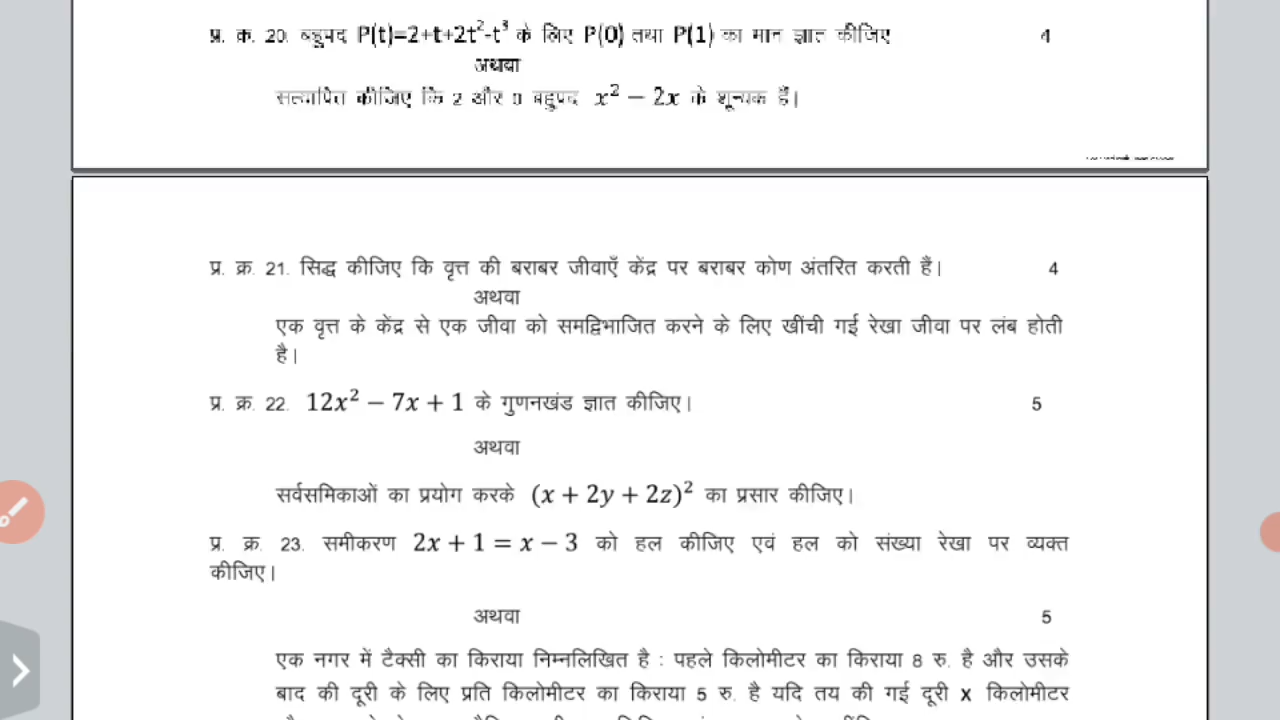 प्र. क्र. 20. बहुपद P(t)=2+t+2t²-t³ के लिए P(0) तथा P(1) का मान ज्ञात कीजिए 4
अथवा
सत्यापित कीजिए कि 2 और 0 बहुपद x² − 2x के शून्यक हैं।
प्र. क्र. 21. सिद्ध कीजिए कि वृत्त की बराबर जीवाएँ केंद्र पर बराबर कोण अंतरित करती हैं। 4
अथवा
एक वृत्त के केंद्र से एक जीवा को समद्विभाजित करने के लिए खींची गई रेखा जीवा पर लंब होती
है।
प्र. क्र. 22. 12x² − 7x + 1 के गुणनखंड ज्ञात कीजिए। 5
अथवा
सर्वसमिकाओं का प्रयोग करके (x + 2y + 2z)² का प्रसार कीजिए।
प्र. क्र. 23. समीकरण 2x + 1 = x − 3 को हल कीजिए एवं हल को संख्या रेखा पर व्यक्त
कीजिए।
अथवा 5
एक नगर में टैक्सी का किराया निम्नलिखित है : पहले किलोमीटर का किराया 8 रु. है और उसके
बाद की दूरी के लिए प्रति किलोमीटर का किराया 5 रु. है यदि तय की गई दूरी x किलोमीटर